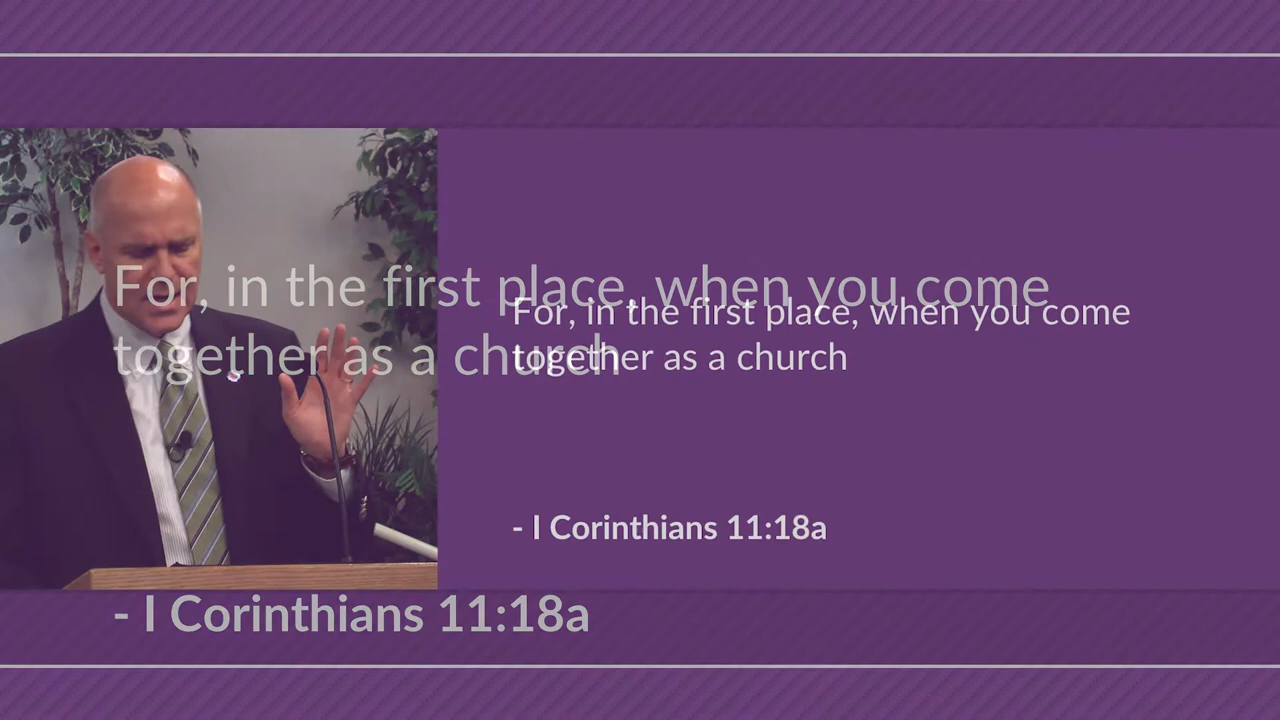 For, in the first place, when you come
together as a church
- I Corinthians 11:18a
For, in the first place, when you come
together as a church
- I Corinthians 11:18a